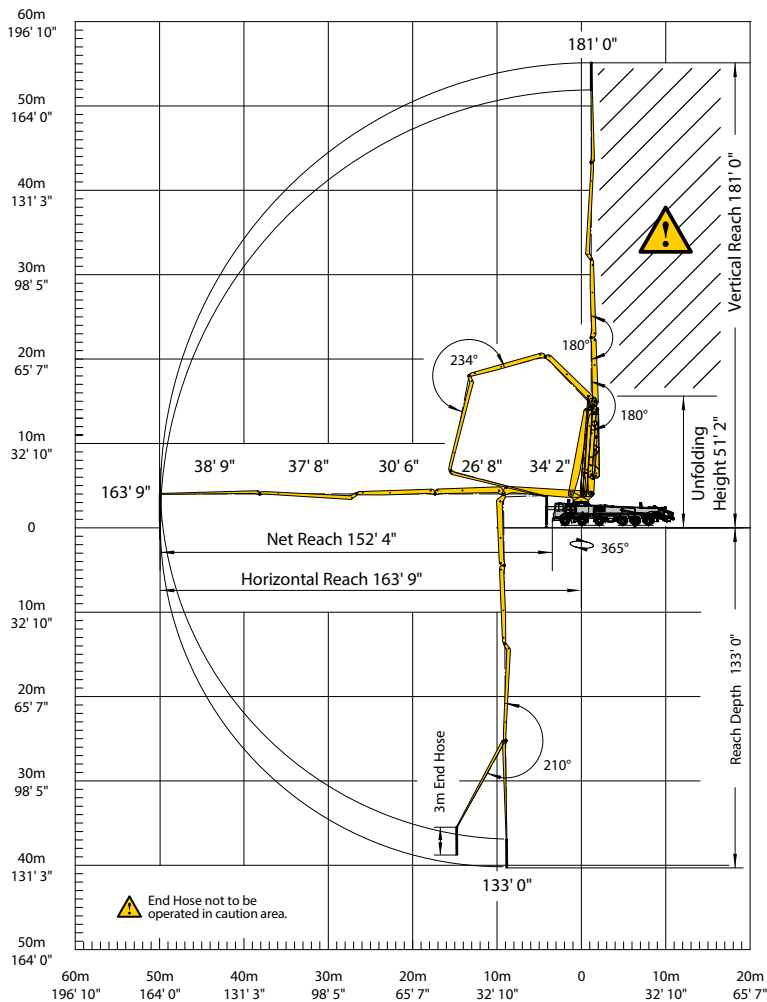 60m
196' 10"
181' 0"
50m
164' 0"
40m
131' 3"
Vertical Reach 181' 0"
30m
98' 5"
20m
65' 7"
180°
234°
180°
10m
32' 10"
38' 9"
37' 8"
30' 6"
26' 8"
34' 2"
Unfolding
Height 51' 2"
163' 9"
0
Net Reach 152' 4"
365°
Horizontal Reach 163' 9"
10m
32' 10"
20m
65' 7"
Reach Depth 133' 0"
3m End Hose
210°
30m
98' 5"
40m
131' 3"
133' 0"
End Hose not to be
operated in caution area.
50m
164' 0"
60m 50m 40m 30m 20m 10m 0 10m 20m
196' 10" 164' 0" 131' 3" 98' 5" 65' 7" 32' 10" 32' 10" 65' 7"